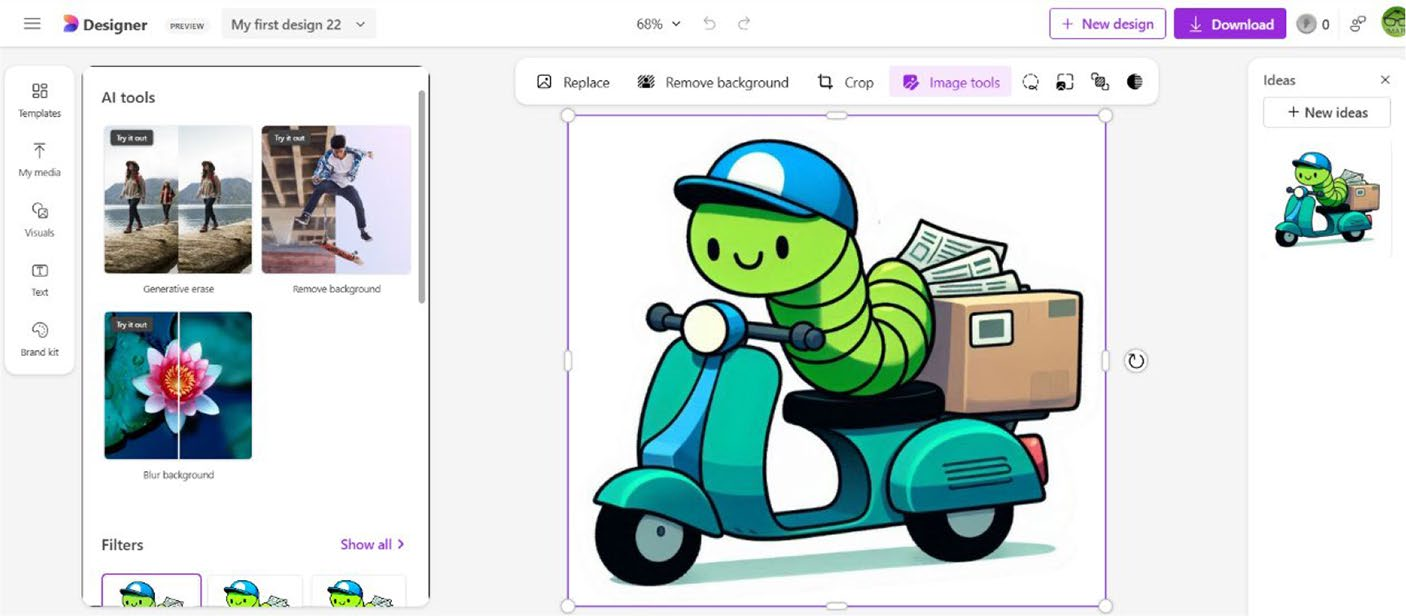 Designer
PREVIEW
My first design 22
68%
+ New design
Download
0
Templates
My media
Visuals
Text
Brand kit
AI tools
Try it out
Try it out
Generative erase
Remove background
Try it out
Blur background
Filters
Show all
Replace
Remove background
Crop
Image tools
Ideas
+ New ideas